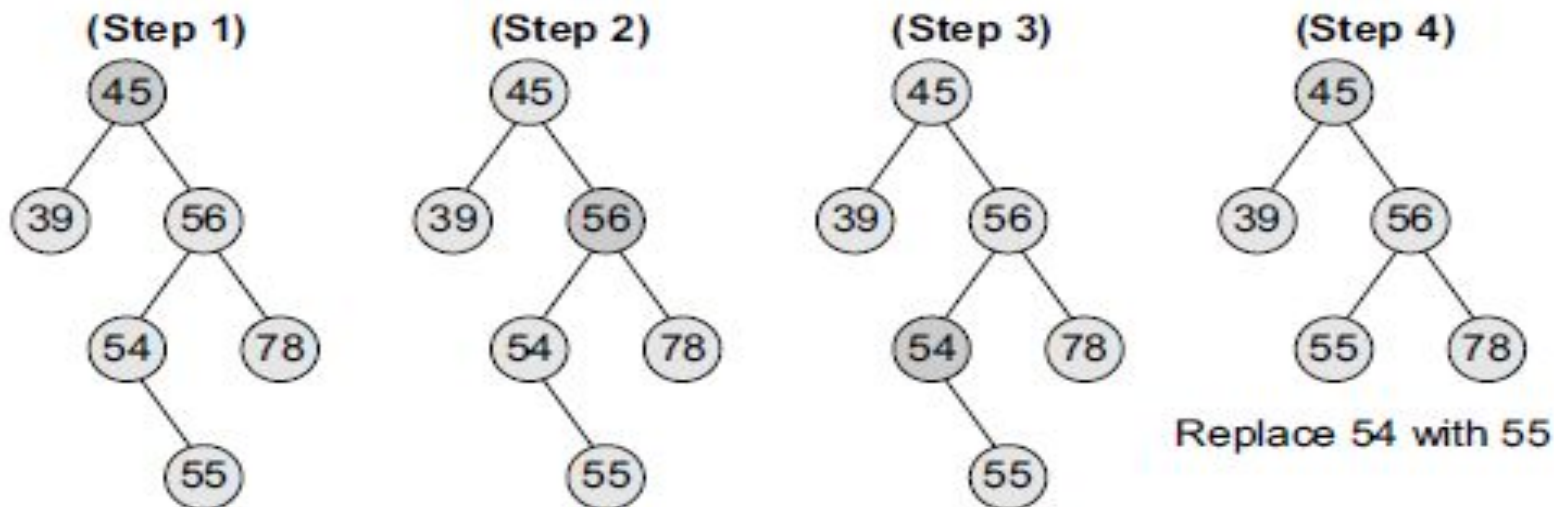 (Step 1) (Step 2) (Step 3) (Step 4)
45 45 45 45
39 56 39 56 39 56 39 56
54 78 54 78 54 78 55 78
55 55 55
Replace 54 with 55